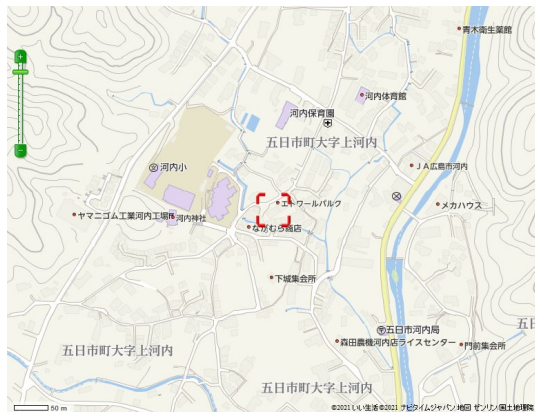 青木衛生薬館
河内体育館
河内保育園
五日市町大字上河内
河内小
JA広島市河内
エトワールパルク
メカハウス
ヤマニゴム工業河内工場
河内神社
ながむら商店
下城集会所
五日市河内局
五日
森田農機河内店ライスセンター
門前集会所
五日市町大字上河内
五日市町大字上河内
50 m
©2021 いい生活 ©2021 ナビタイムジャパン 地図 ゼンリン 国土地理院